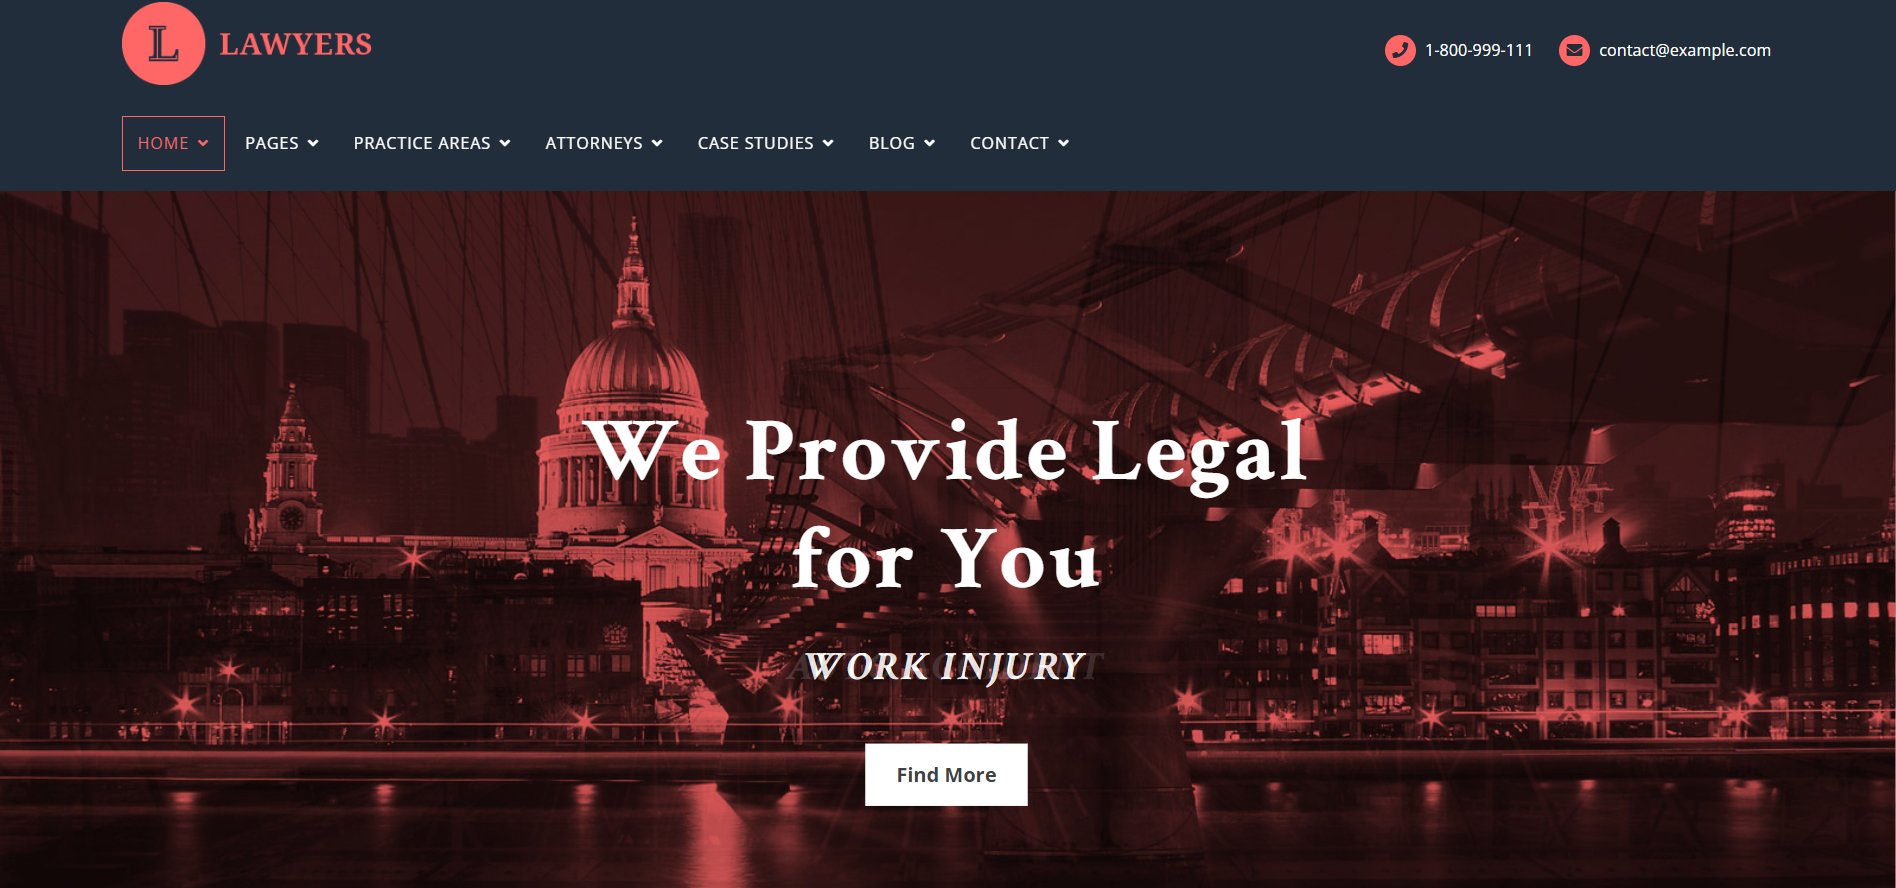 L LAWYERS
1-800-999-111 contact@example.com
HOME PAGES PRACTICE AREAS ATTORNEYS CASE STUDIES BLOG CONTACT
We Provide Legal
for You
WORK INJURY
Find More